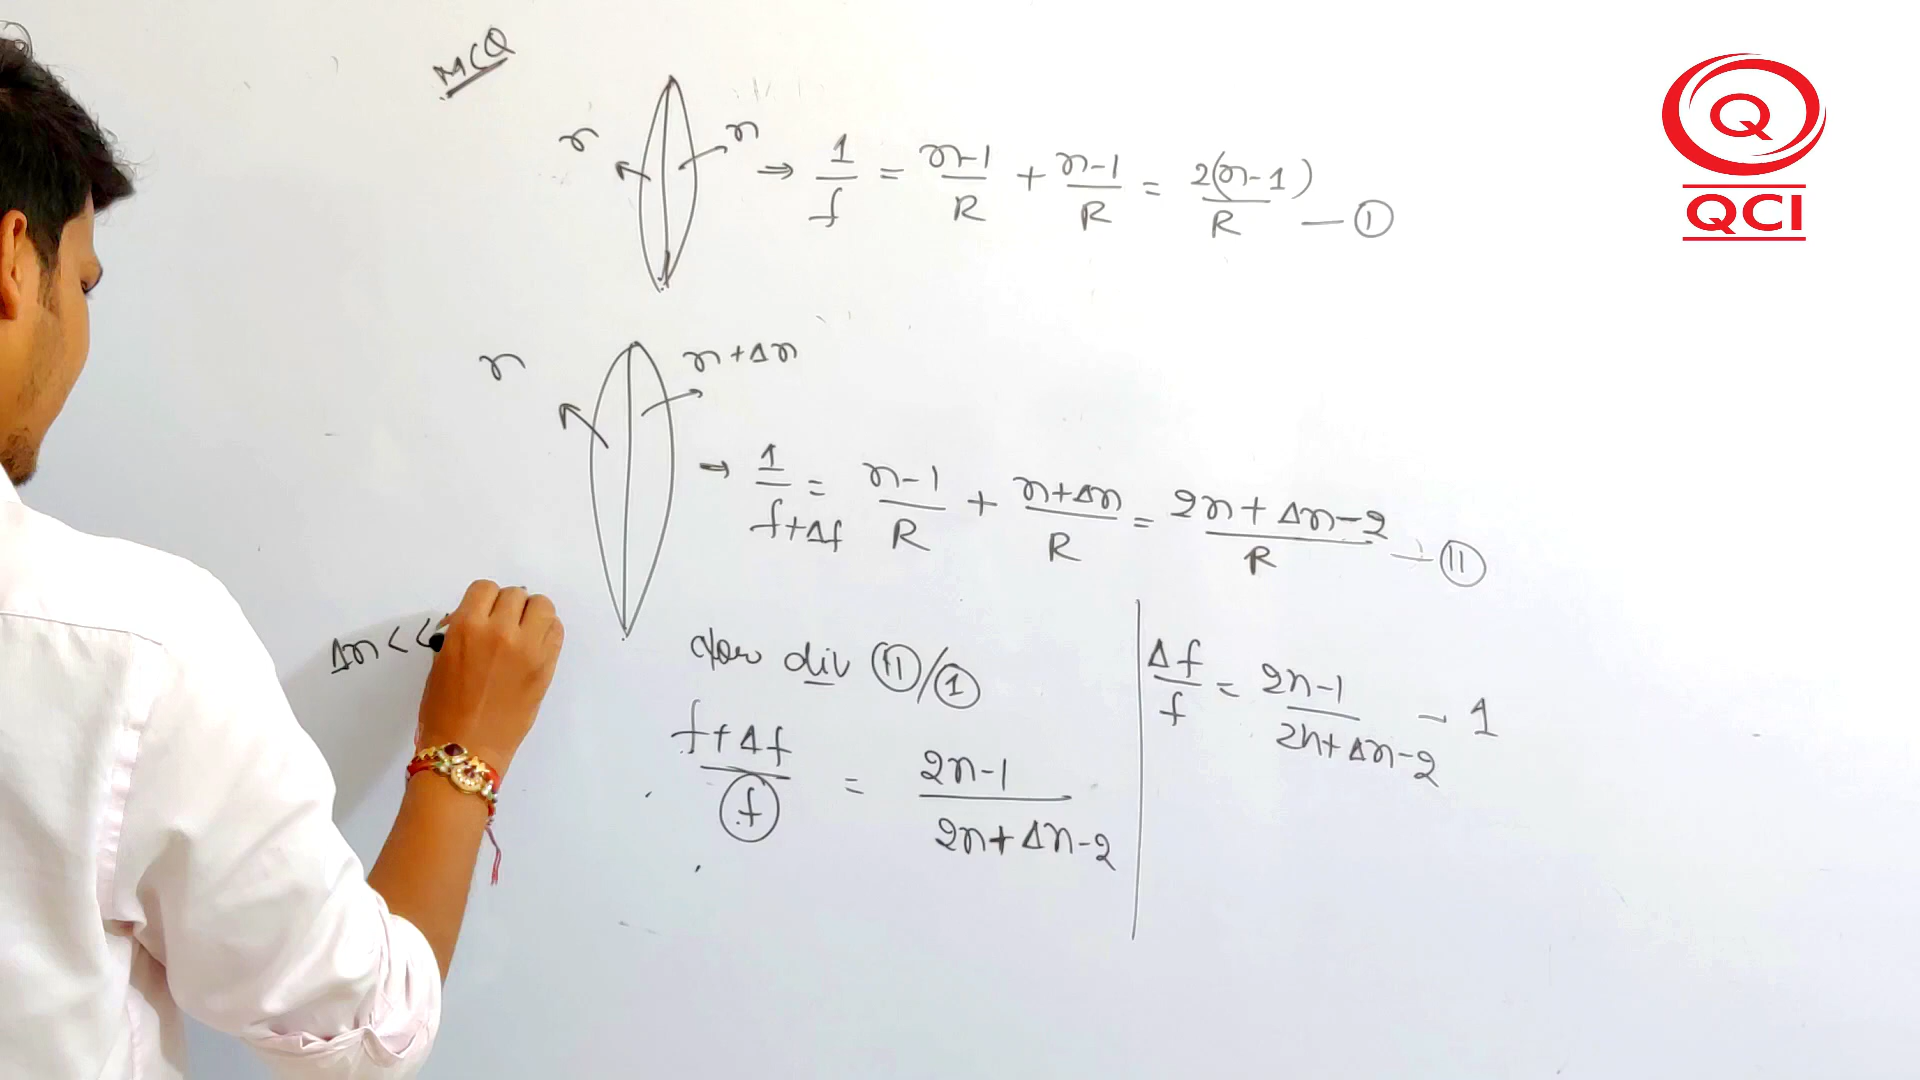 MCQ
n
n
⇒ 1/f = n-1/R + n-1/R = 2(n-1)/R — ①
n
n+Δn
→ 1/f+Δf = n-1/R + n+Δn/R = 2n+Δn-2/R — ⑪
Δn<<
div ⑪/①
f+Δf/f = 2n-1/2n+Δn-2
Δf/f = 2n-1/2n+Δn-2 - 1
Q
QCI